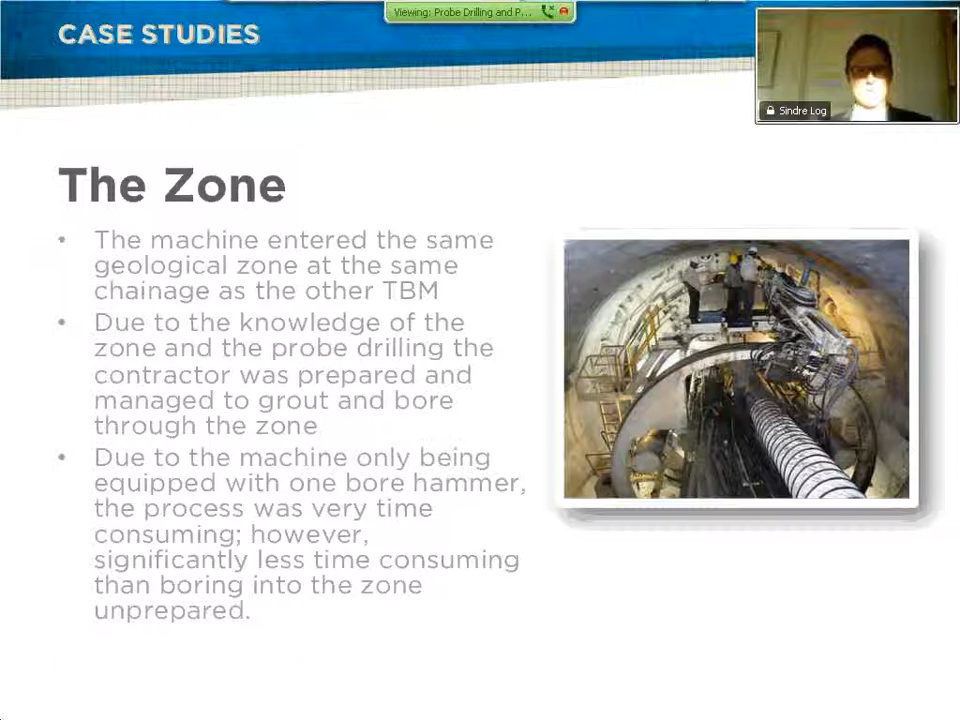 Viewing: Probe Drilling and P...
CASE STUDIES
Sindre Log
The Zone
• The machine entered the same
geological zone at the same
chainage as the other TBM
• Due to the knowledge of the
zone and the probe drilling the
contractor was prepared and
managed to grout and bore
through the zone
• Due to the machine only being
equipped with one bore hammer,
the process was very time
consuming; however,
significantly less time consuming
than boring into the zone
unprepared.